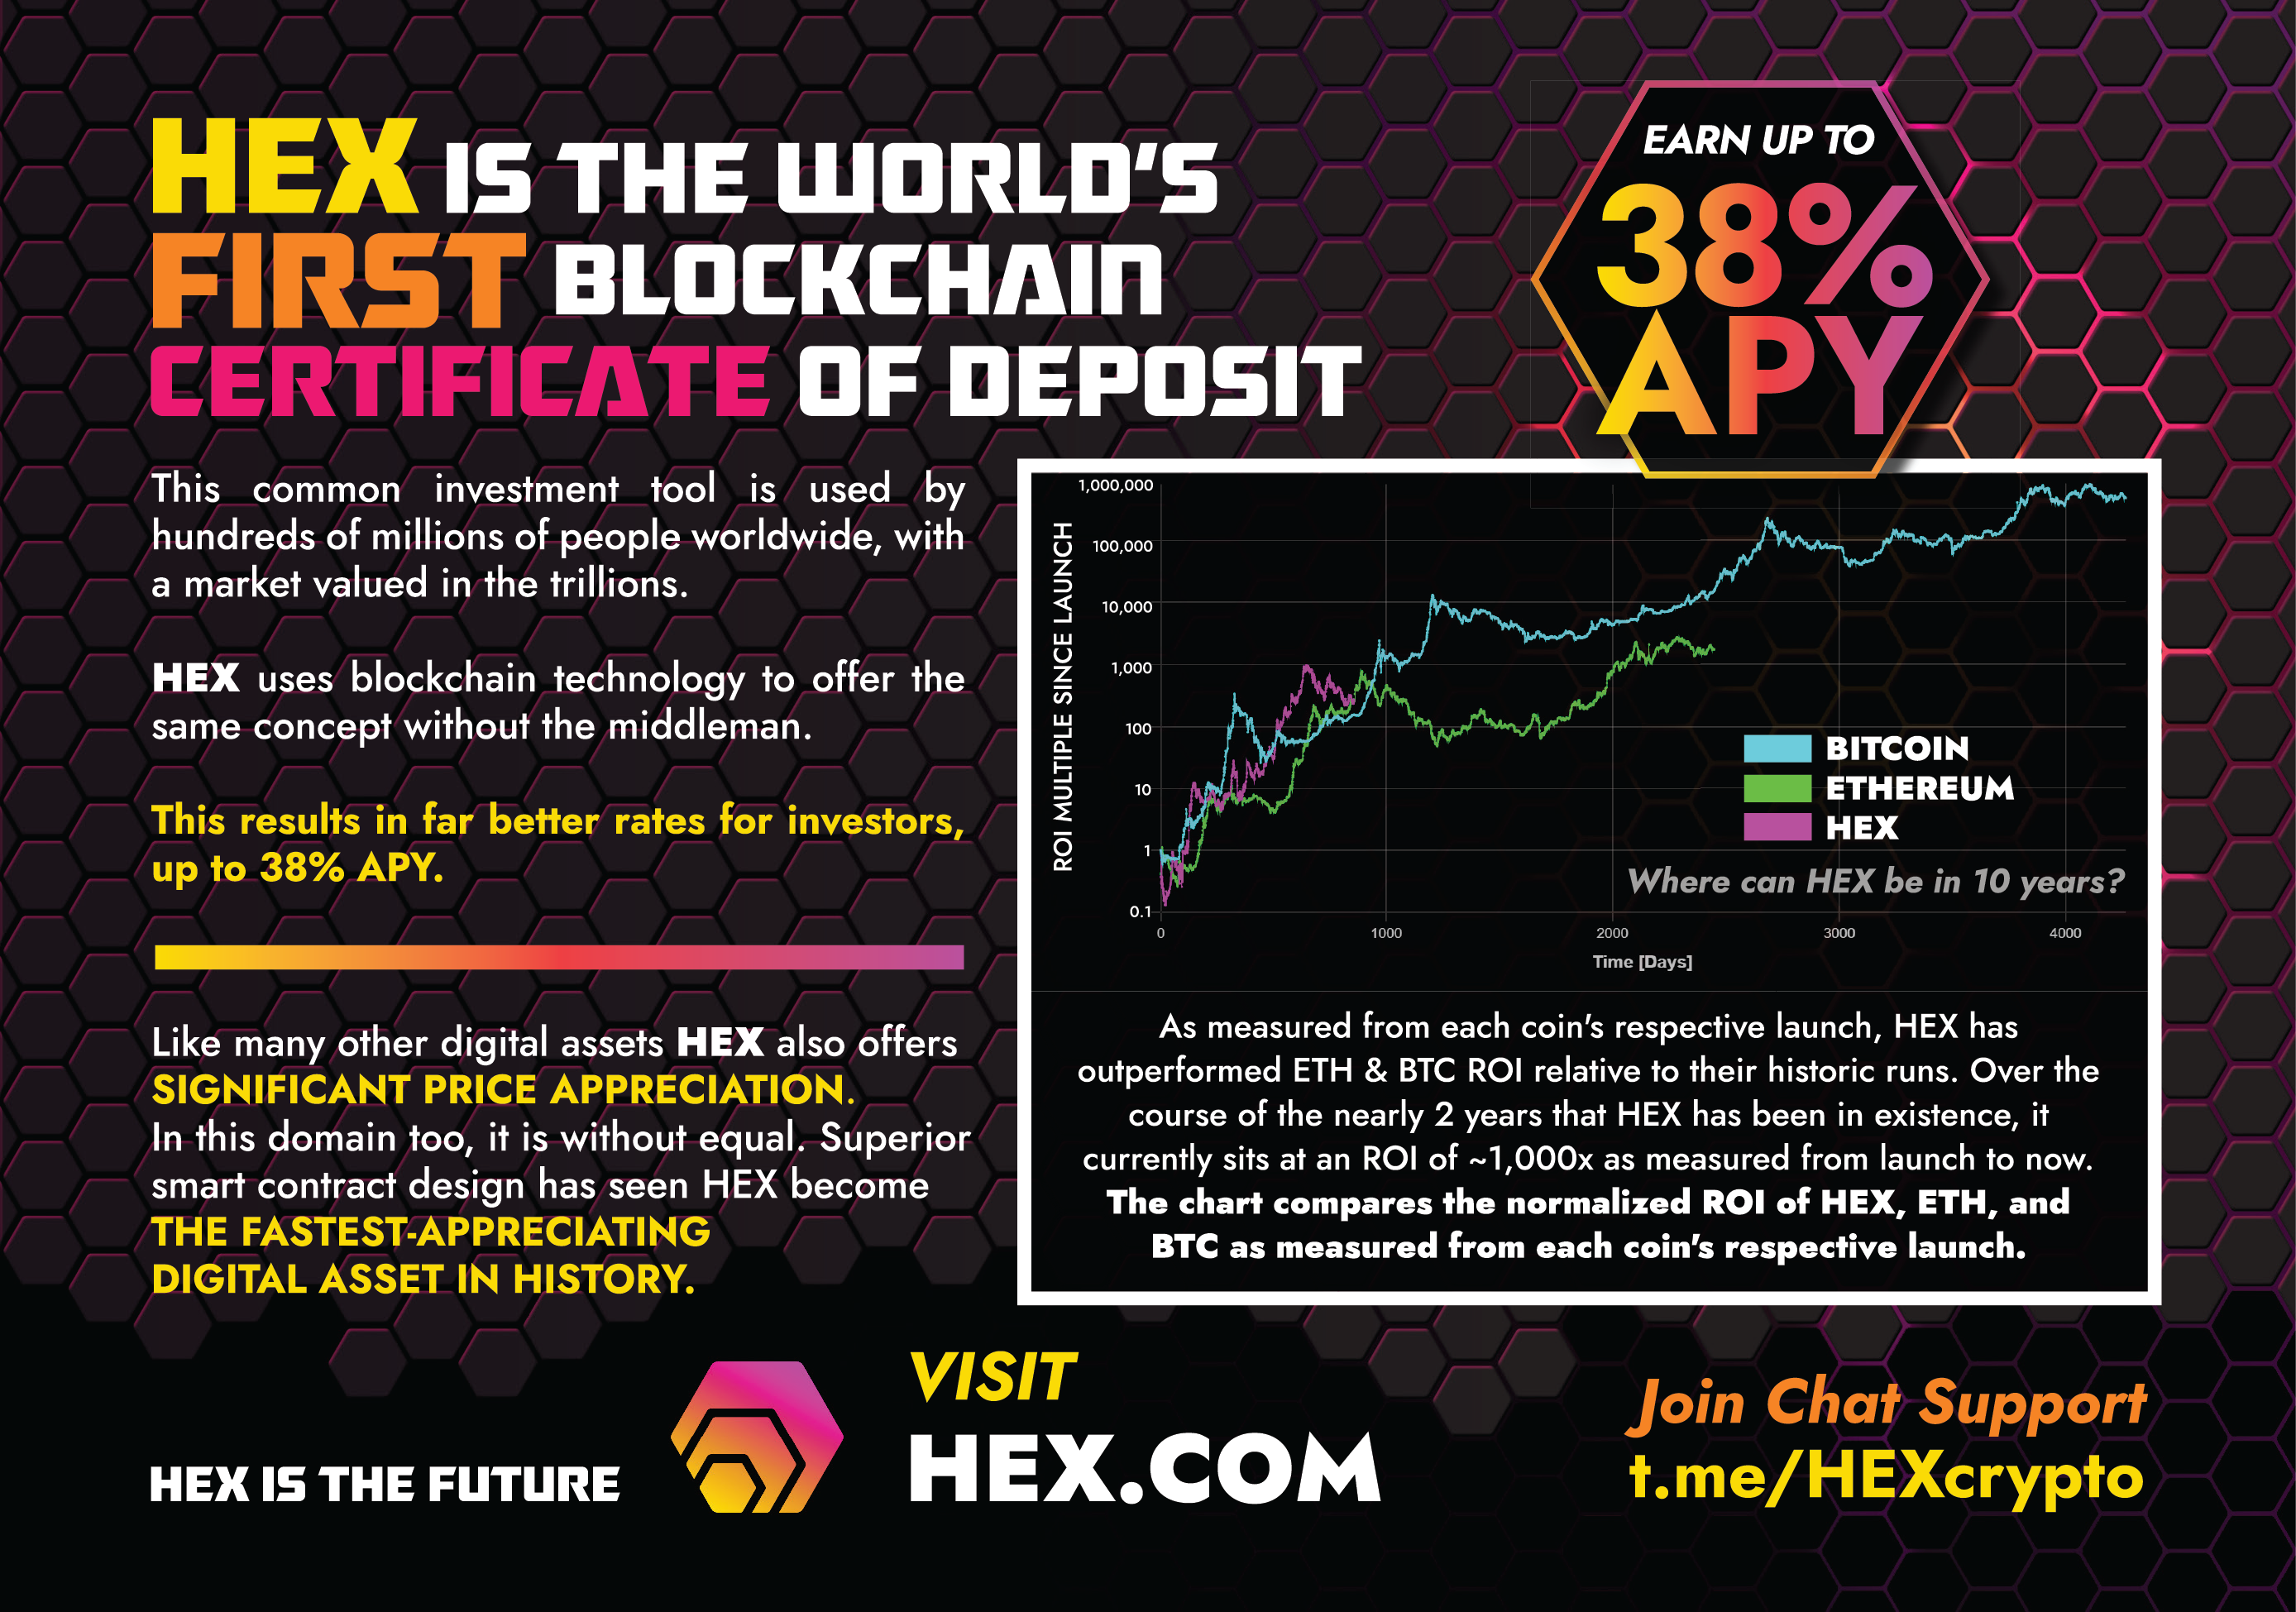 HEX IS THE WORLD'S
FIRST BLOCKCHAIN
CERTIFICATE OF DEPOSIT
EARN UP TO
38%
APY
This common investment tool is used by
hundreds of millions of people worldwide, with
a market valued in the trillions.
HEX uses blockchain technology to offer the
same concept without the middleman.
This results in far better rates for investors,
up to 38% APY.
Like many other digital assets HEX also offers
SIGNIFICANT PRICE APPRECIATION.
In this domain too, it is without equal. Superior
smart contract design has seen HEX become
THE FASTEST-APPRECIATING
DIGITAL ASSET IN HISTORY.
ROI MULTIPLE SINCE LAUNCH
1,000,000
100,000
10,000
1,000
100
10
1
0.1
0 1000 2000 3000 4000
Time [Days]
BITCOIN
ETHEREUM
HEX
Where can HEX be in 10 years?
As measured from each coin's respective launch, HEX has
outperformed ETH & BTC ROI relative to their historic runs. Over the
course of the nearly 2 years that HEX has been in existence, it
currently sits at an ROI of ~1,000x as measured from launch to now.
The chart compares the normalized ROI of HEX, ETH, and
BTC as measured from each coin's respective launch.
HEX IS THE FUTURE
VISIT
HEX.COM
Join Chat Support
t.me/HEXcrypto